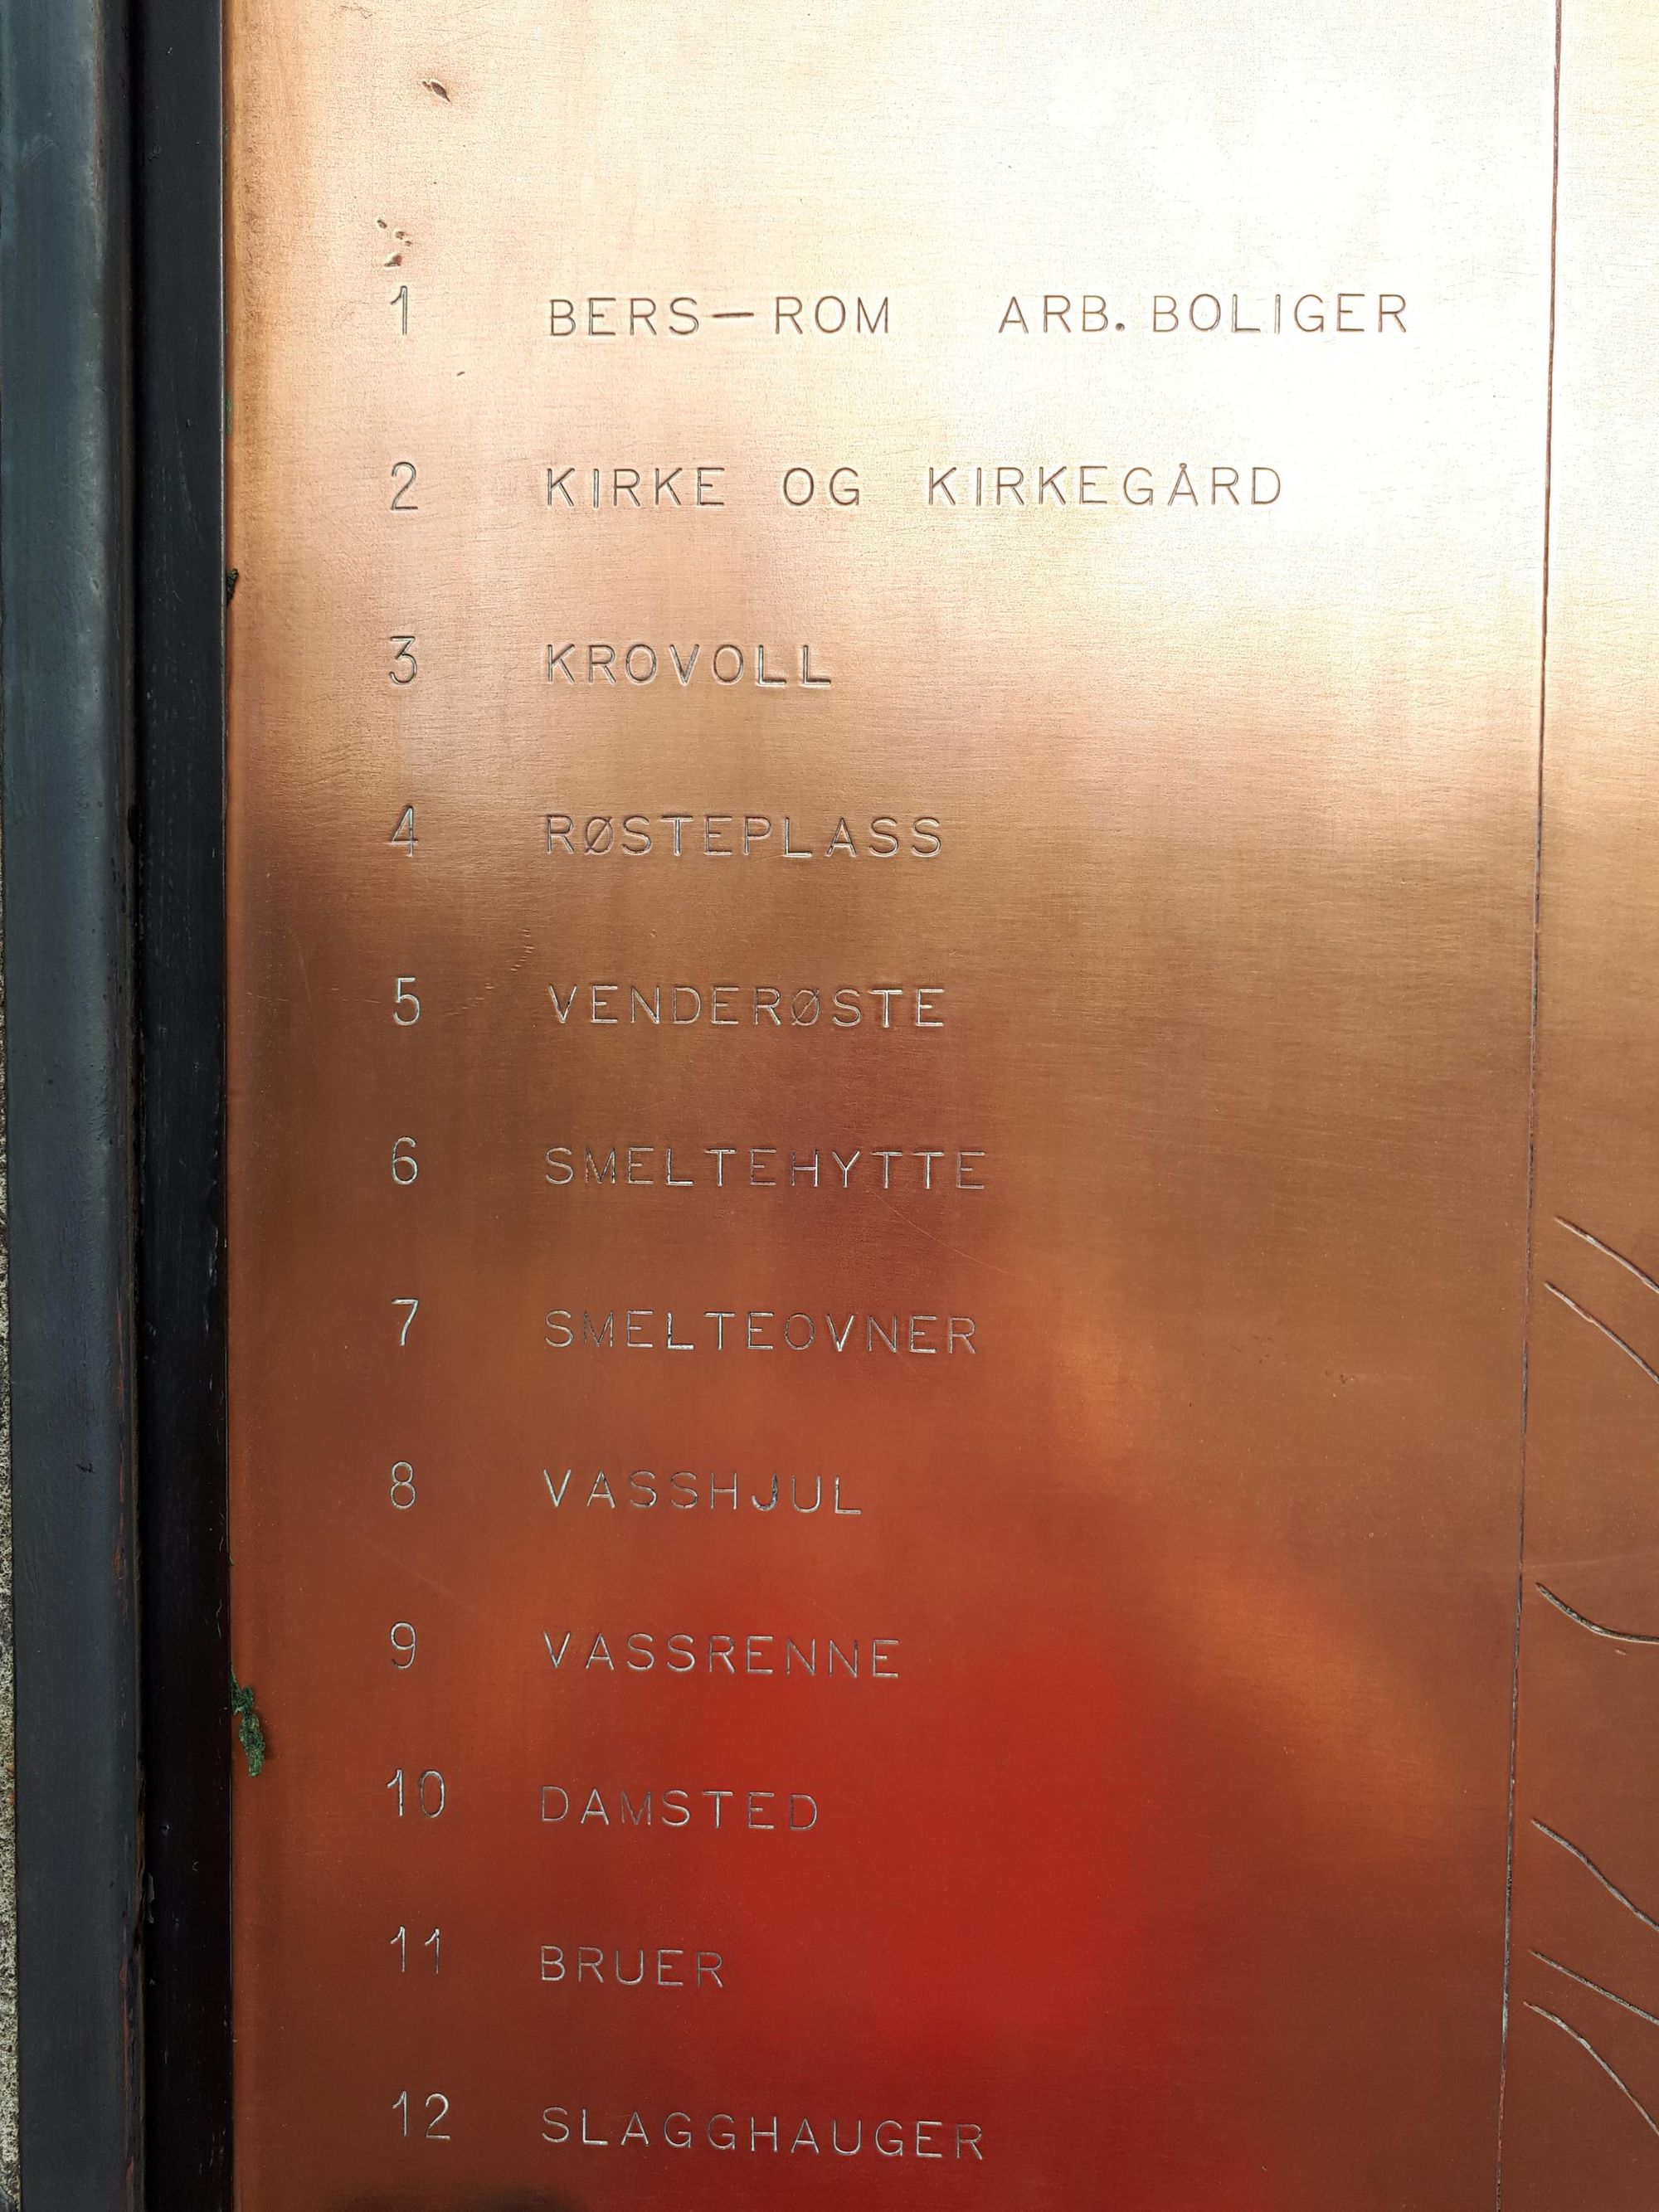 1 BERS-ROM ARB. BOLIGER
2 KIRKE OG KIRKEGÅRD
3 KROVOLL
4 RØSTEPLASS
5 VENDERØSTE
6 SMELTEHYTTE
7 SMELTEOVNER
8 VASSHJUL
9 VASSRENNE
10 DAMSTED
11 BRUER
12 SLAGGHAUGER